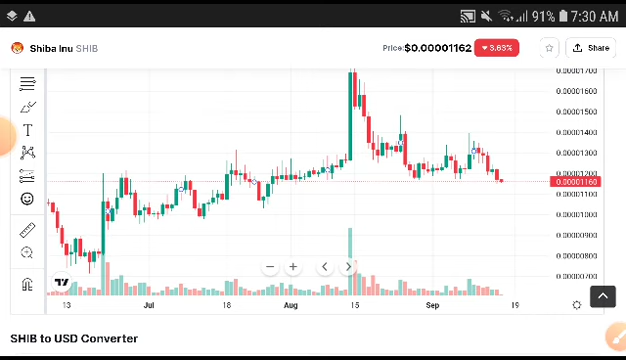 91% 7:30 AM
Shiba Inu SHIB Price:$0.00001162 ▼3.63% Share
0.00001700
0.00001600
0.00001500
0.00001400
0.00001300
0.00001200
0.00001160
0.00001100
0.00001000
0.00000900
0.00000800
0.00000700
T
13 Jul 18 Aug 15 Sep 19
SHIB to USD Converter